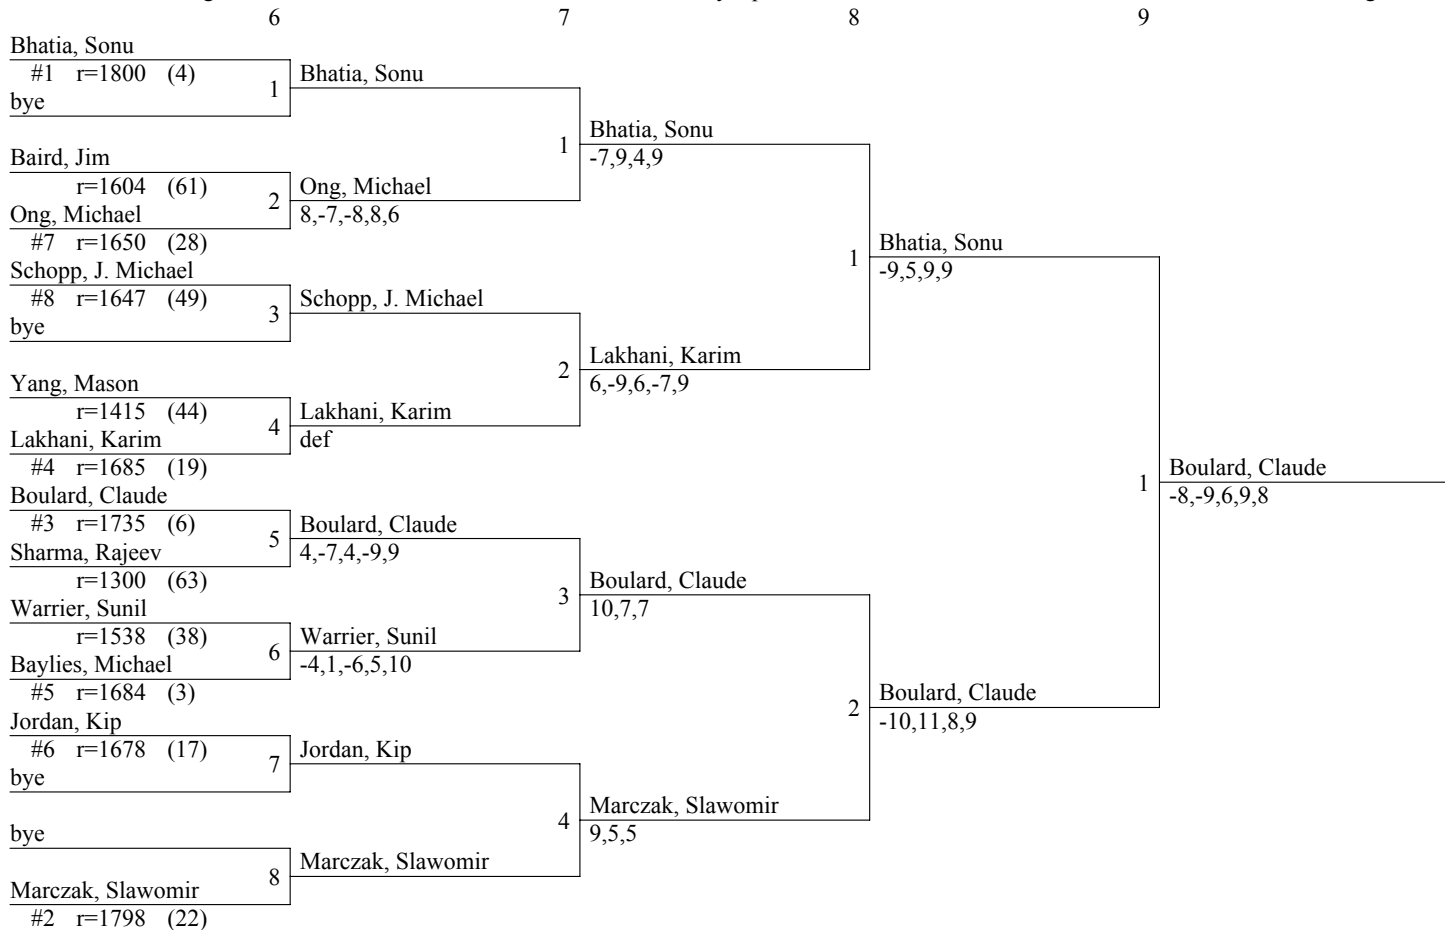 6 7 8 9
Bhatia, Sonu
#1 r=1800 (4)
1 Bhatia, Sonu
bye
1 Bhatia, Sonu
-7,9,4,9
Baird, Jim
r=1604 (61)
2 Ong, Michael
8,-7,-8,8,6
Ong, Michael
#7 r=1650 (28)
1 Bhatia, Sonu
-9,5,9,9
Schopp, J. Michael
#8 r=1647 (49)
3 Schopp, J. Michael
bye
2 Lakhani, Karim
6,-9,6,-7,9
Yang, Mason
r=1415 (44)
4 Lakhani, Karim
def
Lakhani, Karim
#4 r=1685 (19)
1 Boulard, Claude
-8,-9,6,9,8
Boulard, Claude
#3 r=1735 (6)
5 Boulard, Claude
4,-7,4,-9,9
Sharma, Rajeev
r=1300 (63)
3 Boulard, Claude
10,7,7
Warrier, Sunil
r=1538 (38)
6 Warrier, Sunil
-4,1,-6,5,10
Baylies, Michael
#5 r=1684 (3)
2 Boulard, Claude
-10,11,8,9
Jordan, Kip
#6 r=1678 (17)
7 Jordan, Kip
bye
4 Marczak, Slawomir
9,5,5
bye
8 Marczak, Slawomir
Marczak, Slawomir
#2 r=1798 (22)